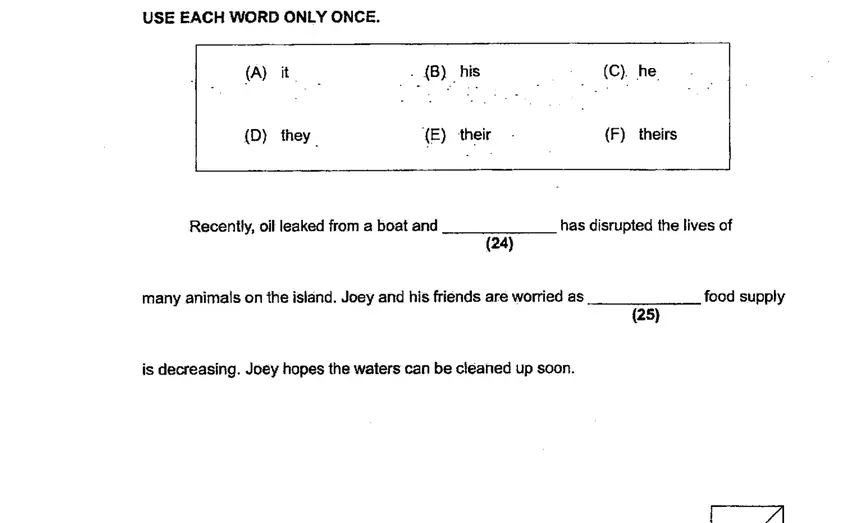 USE EACH WORD ONLY ONCE.
(A) it (B) his (C) he
(D) they (E) their (F) theirs
Recently, oil leaked from a boat and ____________ has disrupted the lives of
(24)
many animals on the island. Joey and his friends are worried as ____________ food supply
(25)
is decreasing. Joey hopes the waters can be cleaned up soon.